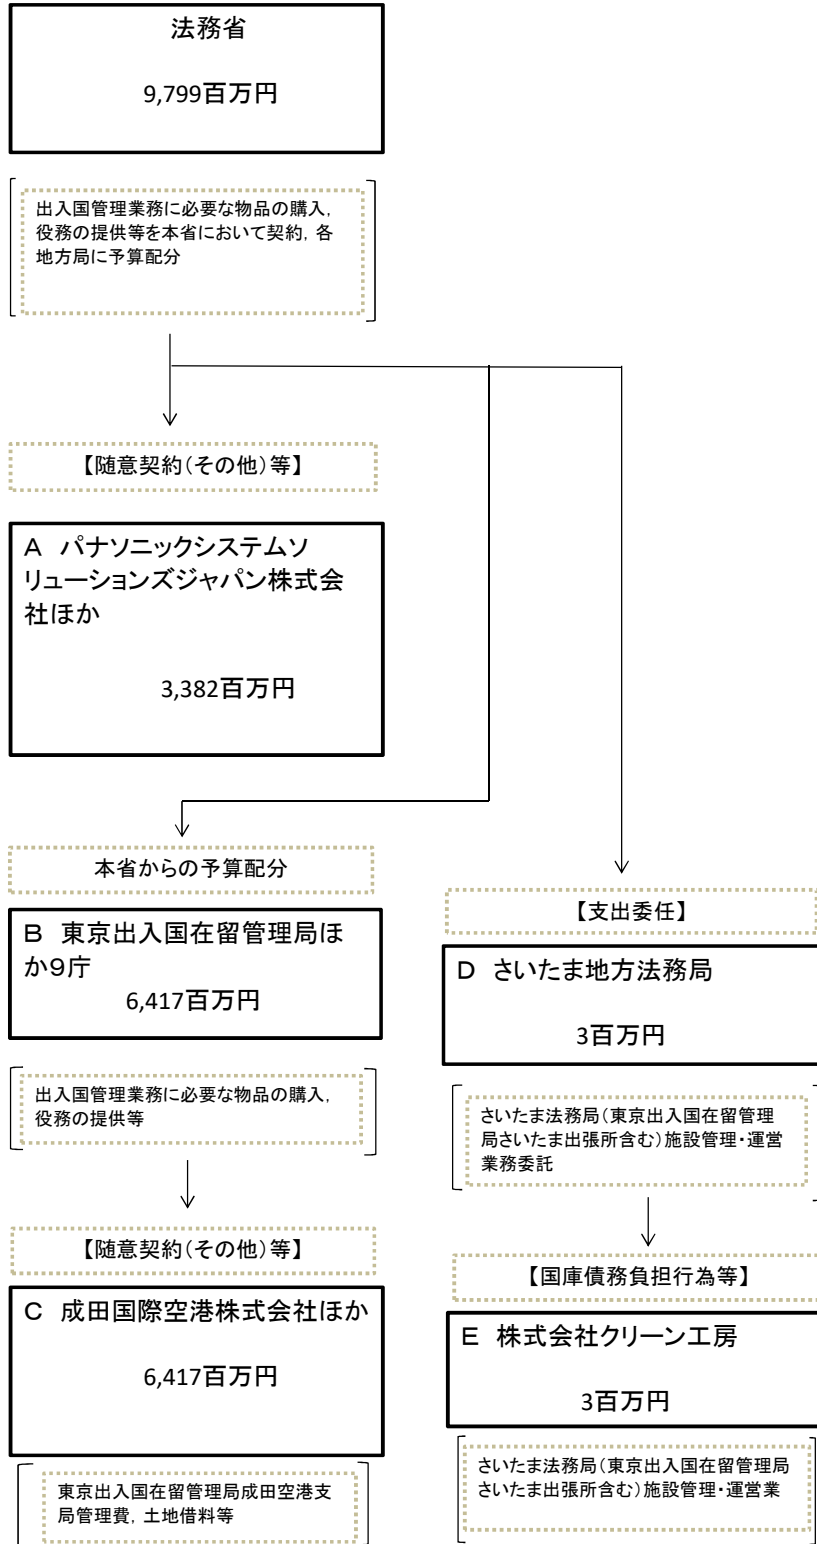 法務省
9,799百万円
出入国管理業務に必要な物品の購入，
役務の提供等を本省において契約，各
地方局に予算配分
【随意契約（その他）等】
A　パナソニックシステムソ
リューションズジャパン株式会
社ほか
3,382百万円
本省からの予算配分
B　東京出入国在留管理局ほ
か９庁
6,417百万円
出入国管理業務に必要な物品の購入，
役務の提供等
【随意契約（その他）等】
C　成田国際空港株式会社ほか
6,417百万円
東京出入国在留管理局成田空港支
局管理費，土地借料等
【支出委任】
D　さいたま地方法務局
3百万円
さいたま法務局（東京出入国在留管理
局さいたま出張所含む）施設管理・運営
業務委託
【国庫債務負担行為等】
E　株式会社クリーン工房
3百万円
さいたま法務局（東京出入国在留管理局
さいたま出張所含む）施設管理・運営業